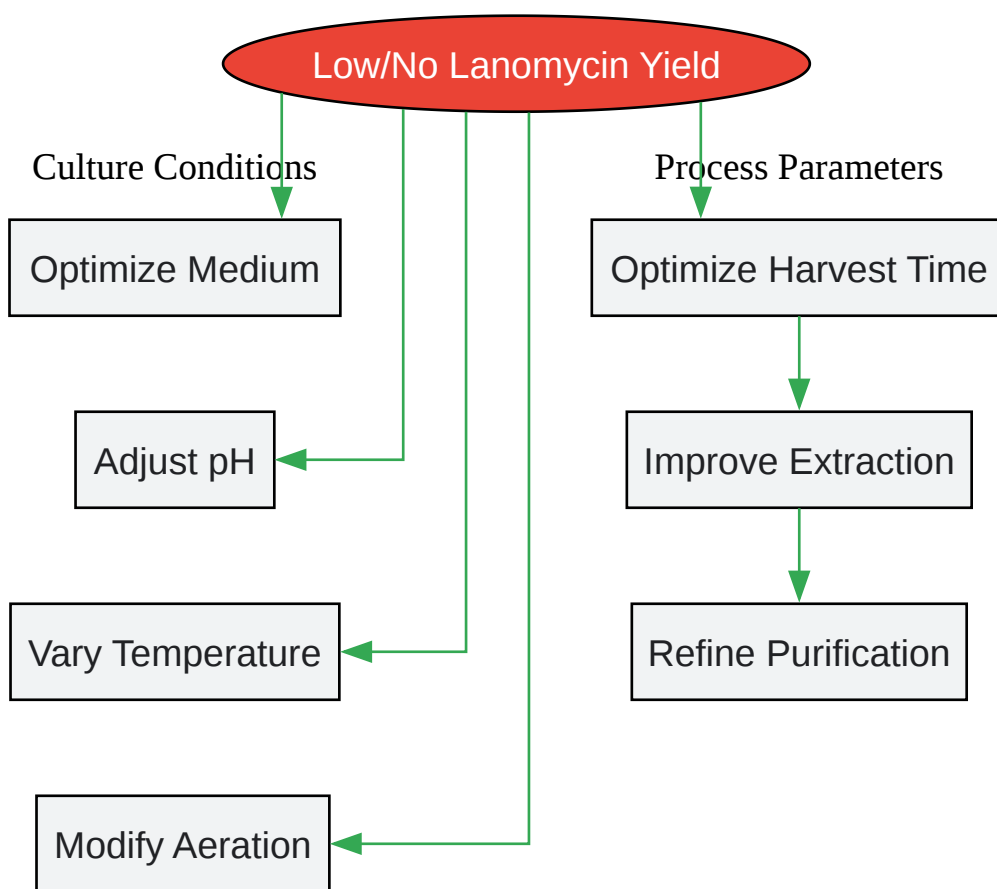 Low/No Lanomycin Yield
Culture Conditions
Process Parameters
Optimize Medium
Optimize Harvest Time
Adjust pH
Improve Extraction
Vary Temperature
Refine Purification
Modify Aeration